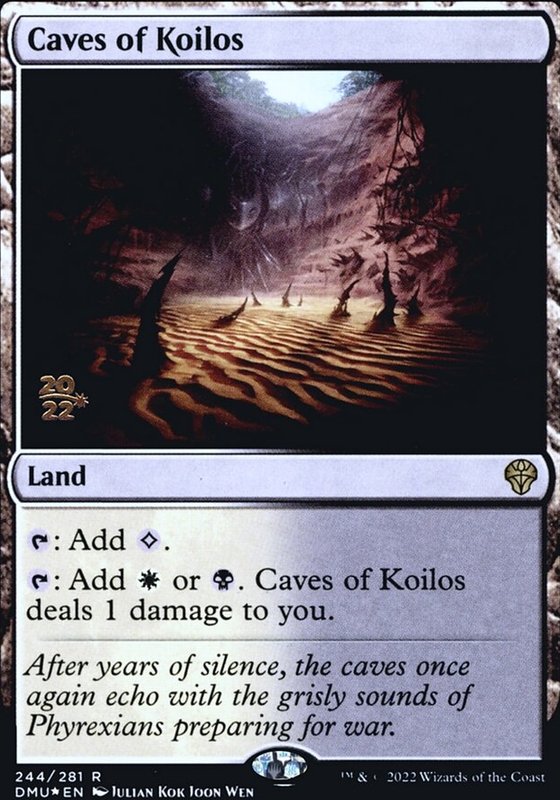 Caves of Koilos
20
22
Land
: Add .
: Add or . Caves of Koilos
deals 1 damage to you.
After years of silence, the caves once
again echo with the grisly sounds of
Phyrexians preparing for war.
244/281 R
DMU★EN JULIAN KOK JOON WEN
™ & © 2022 Wizards of the Coast